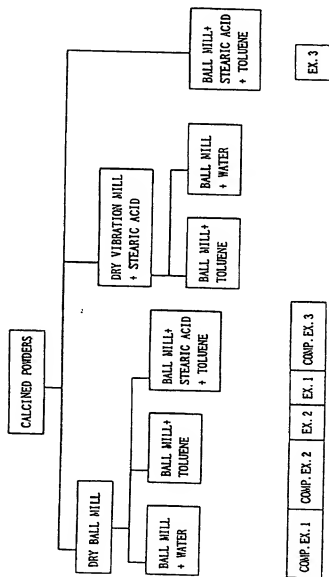 CALCINED POWDERS
DRY BALL MILL
DRY VIBRATION MILL
+ STEARIC ACID
BALL MILL
+ WATER
BALL MILL+
TOLUENE
BALL MILL+
STEARIC ACID
+ TOLUENE
BALL MILL+
TOLUENE
BALL MILL
+ WATER
BALL MILL+
STEARIC ACID
+ TOLUENE
COMP. EX. 1 COMP. EX. 2 EX. 2 EX. 1 COMP. EX. 3
EX. 3